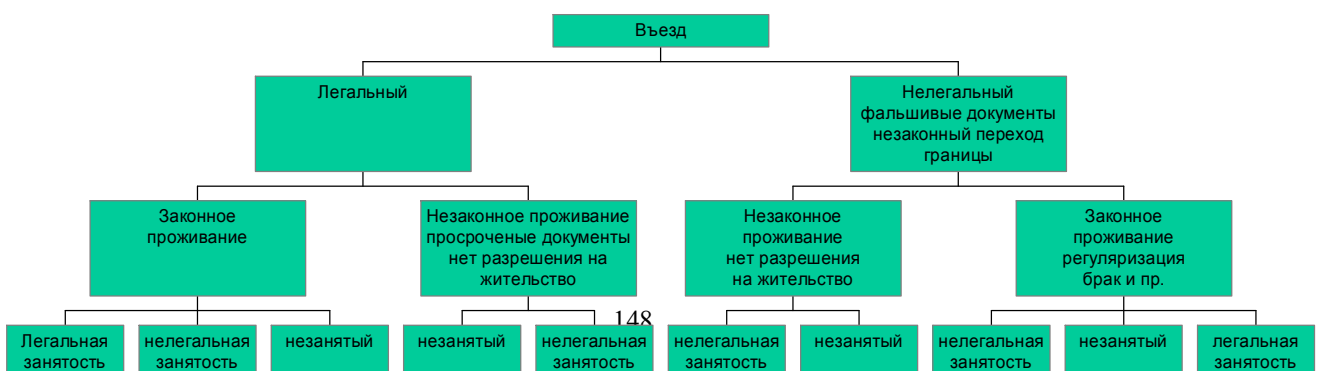 Въезд
Легальный
Нелегальный
фальшивые документы
незаконный переход
границы
Законное
проживание
Незаконное проживание
просроченые документы
нет разрешения на
жительство
Незаконное
проживание
нет разрешения
на жительство
Законное
проживание
регуляризация
брак и пр.
148
Легальная
занятость
нелегальная
занятость
незанятый
незанятый
нелегальная
занятость
нелегальная
занятость
незанятый
нелегальная
занятость
незанятый
легальная
занятость